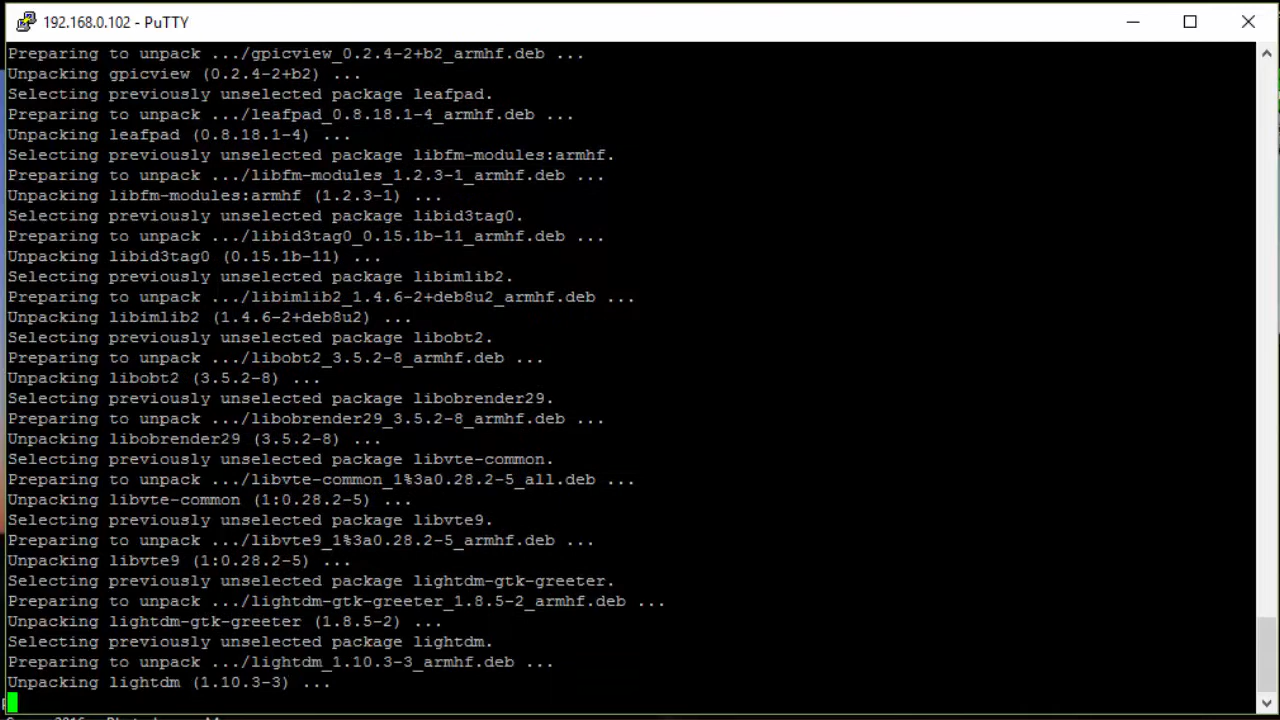 192.168.0.102 - PuTTY
Preparing to unpack .../gpicview_0.2.4-2+b2_armhf.deb ...
Unpacking gpicview (0.2.4-2+b2) ...
Selecting previously unselected package leafpad.
Preparing to unpack .../leafpad_0.8.18.1-4_armhf.deb ...
Unpacking leafpad (0.8.18.1-4) ...
Selecting previously unselected package libfm-modules:armhf.
Preparing to unpack .../libfm-modules_1.2.3-1_armhf.deb ...
Unpacking libfm-modules:armhf (1.2.3-1) ...
Selecting previously unselected package libid3tag0.
Preparing to unpack .../libid3tag0_0.15.1b-11_armhf.deb ...
Unpacking libid3tag0 (0.15.1b-11) ...
Selecting previously unselected package libimlib2.
Preparing to unpack .../libimlib2_1.4.6-2+deb8u2_armhf.deb ...
Unpacking libimlib2 (1.4.6-2+deb8u2) ...
Selecting previously unselected package libobt2.
Preparing to unpack .../libobt2_3.5.2-8_armhf.deb ...
Unpacking libobt2 (3.5.2-8) ...
Selecting previously unselected package libobrender29.
Preparing to unpack .../libobrender29_3.5.2-8_armhf.deb ...
Unpacking libobrender29 (3.5.2-8) ...
Selecting previously unselected package libvte-common.
Preparing to unpack .../libvte-common_1%3a0.28.2-5_all.deb ...
Unpacking libvte-common (1:0.28.2-5) ...
Selecting previously unselected package libvte9.
Preparing to unpack .../libvte9_1%3a0.28.2-5_armhf.deb ...
Unpacking libvte9 (1:0.28.2-5) ...
Selecting previously unselected package lightdm-gtk-greeter.
Preparing to unpack .../lightdm-gtk-greeter_1.8.5-2_armhf.deb ...
Unpacking lightdm-gtk-greeter (1.8.5-2) ...
Selecting previously unselected package lightdm.
Preparing to unpack .../lightdm_1.10.3-3_armhf.deb ...
Unpacking lightdm (1.10.3-3) ...